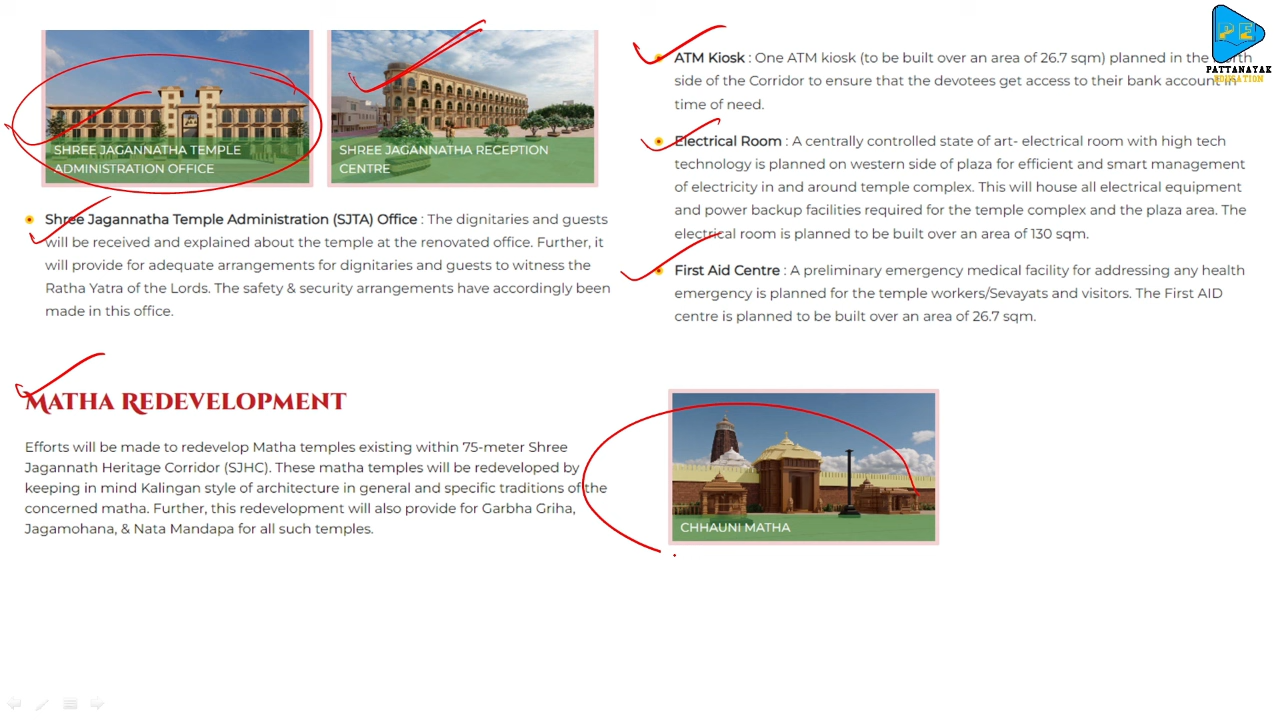 SHREE JAGANNATHA TEMPLE
ADMINISTRATION OFFICE
SHREE JAGANNATHA RECEPTION
CENTRE
Shree Jagannatha Temple Administration (SJTA) Office : The dignitaries and guests
will be received and explained about the temple at the renovated office. Further, it
will provide for adequate arrangements for dignitaries and guests to witness the
Ratha Yatra of the Lords. The safety & security arrangements have accordingly been
made in this office.
ATM Kiosk : One ATM kiosk (to be built over an area of 26.7 sqm) planned in the North
side of the Corridor to ensure that the devotees get access to their bank account in
time of need.
Electrical Room : A centrally controlled state of art- electrical room with high tech
technology is planned on western side of plaza for efficient and smart management
of electricity in and around temple complex. This will house all electrical equipment
and power backup facilities required for the temple complex and the plaza area. The
electrical room is planned to be built over an area of 130 sqm.
First Aid Centre : A preliminary emergency medical facility for addressing any health
emergency is planned for the temple workers/Sevayats and visitors. The First AID
centre is planned to be built over an area of 26.7 sqm.
PE
PATTANAYAK
EDUCATION
MATHA REDEVELOPMENT
Efforts will be made to redevelop Matha temples existing within 75-meter Shree
Jagannath Heritage Corridor (SJHC). These matha temples will be redeveloped by
keeping in mind Kalingan style of architecture in general and specific traditions of the
concerned matha. Further, this redevelopment will also provide for Garbha Griha,
Jagamohana, & Nata Mandapa for all such temples.
CHHAUNI MATHA